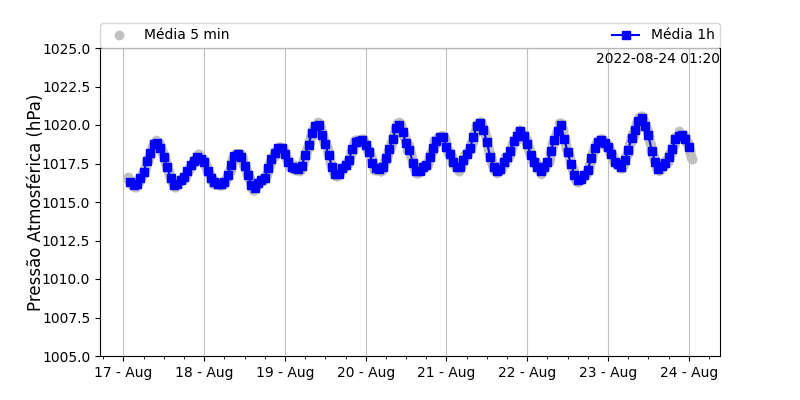 Média 5 min
Média 1h
2022-08-24 01:20
Pressão Atmosférica (hPa)
1025.0
1022.5
1020.0
1017.5
1015.0
1012.5
1010.0
1007.5
1005.0
17 - Aug
18 - Aug
19 - Aug
20 - Aug
21 - Aug
22 - Aug
23 - Aug
24 - Aug